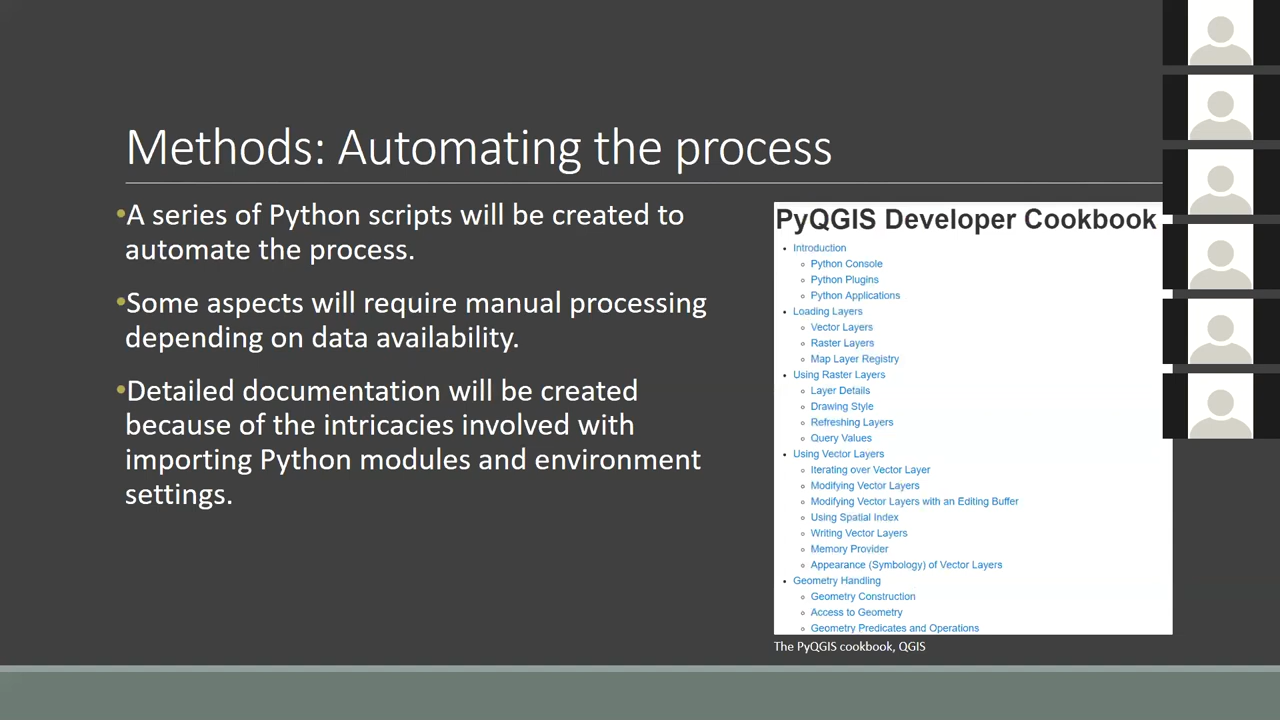 Methods: Automating the process
•A series of Python scripts will be created to
automate the process.
•Some aspects will require manual processing
depending on data availability.
•Detailed documentation will be created
because of the intricacies involved with
importing Python modules and environment
settings.
PyQGIS Developer Cookbook
• Introduction
◦ Python Console
◦ Python Plugins
◦ Python Applications
• Loading Layers
◦ Vector Layers
◦ Raster Layers
◦ Map Layer Registry
• Using Raster Layers
◦ Layer Details
◦ Drawing Style
◦ Refreshing Layers
◦ Query Values
• Using Vector Layers
◦ Iterating over Vector Layer
◦ Modifying Vector Layers
◦ Modifying Vector Layers with an Editing Buffer
◦ Using Spatial Index
◦ Writing Vector Layers
◦ Memory Provider
◦ Appearance (Symbology) of Vector Layers
• Geometry Handling
◦ Geometry Construction
◦ Access to Geometry
◦ Geometry Predicates and Operations
The PyQGIS cookbook, QGIS